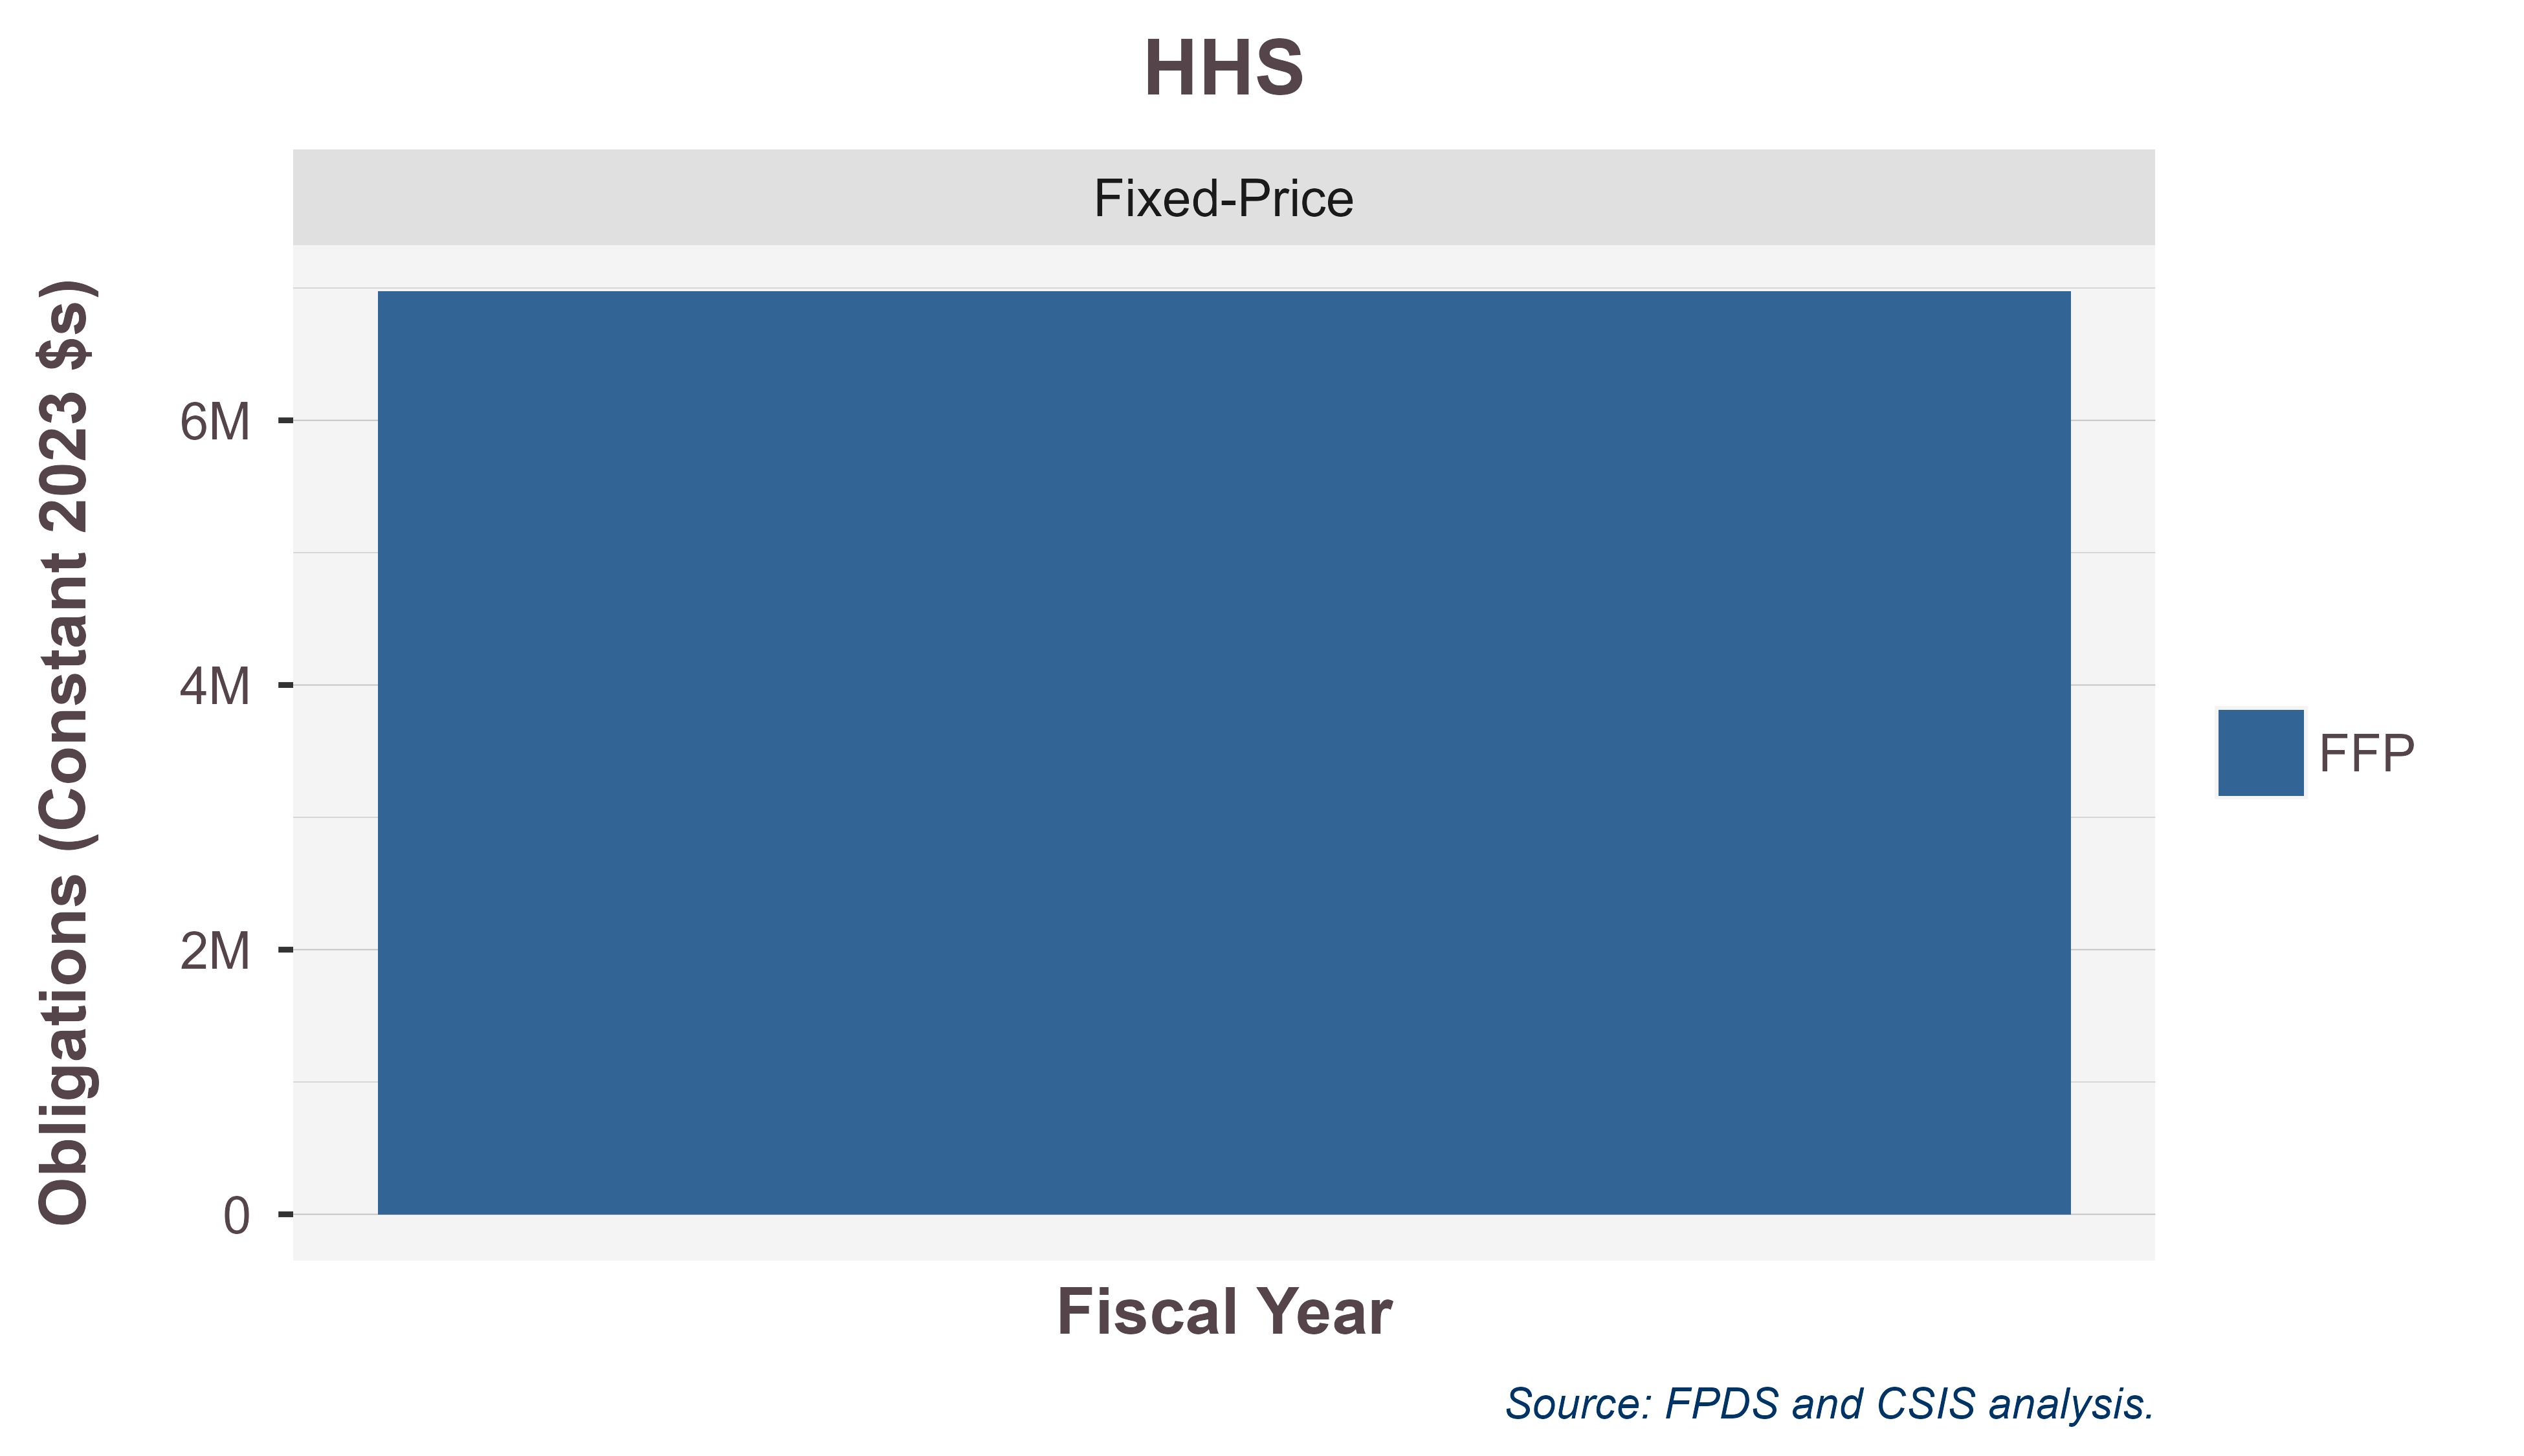 HHS
Fixed-Price
Obligations (Constant 2023 $s)
6M
4M
2M
0
FFP
Fiscal Year
Source: FPDS and CSIS analysis.